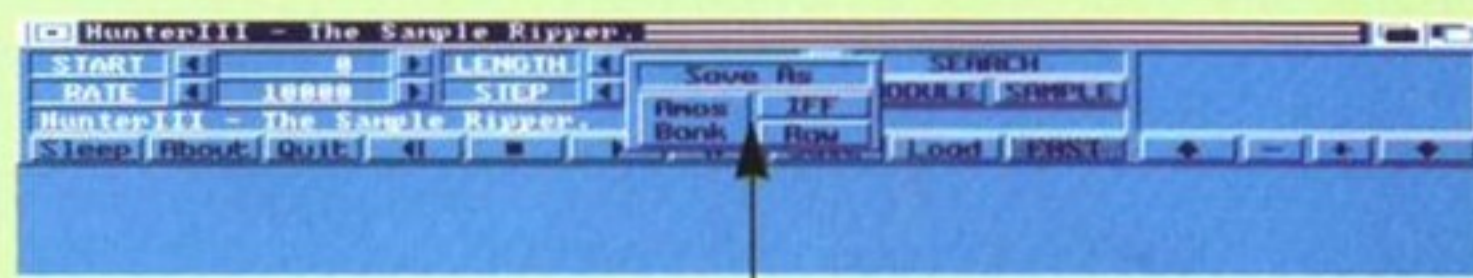 HunterIII - The Sample Ripper.
START 0 LENGTH SEARCH
RATE 10000 STEP ODULE SAMPLE
Save As
Amos Bank IFF
Raw
HunterIII - The Sample Ripper.
Sleep About Quit Load FAST - +